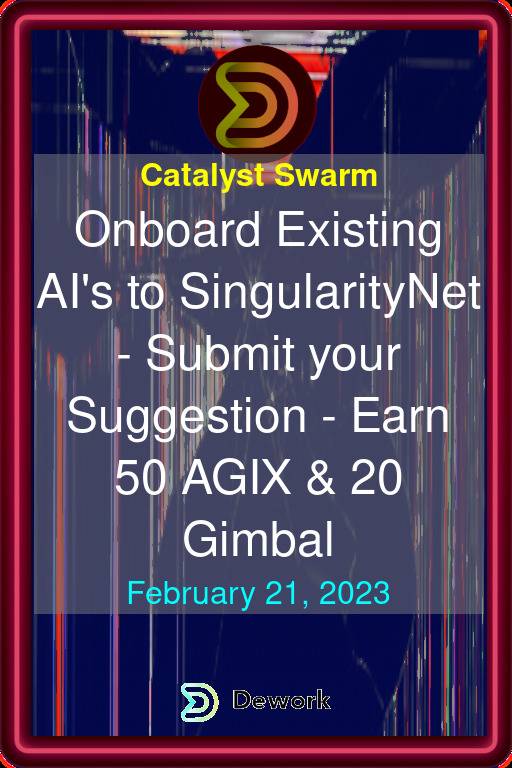 Catalyst Swarm
Onboard Existing
AI's to SingularityNet
- Submit your
Suggestion - Earn
50 AGIX & 20
Gimbal
February 21, 2023
Dework